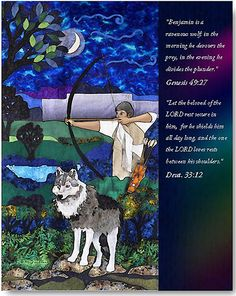 "Benjamin is a
ravenous wolf, in the
morning he devours the
prey, in the evening he
divides the plunder."
Genesis 49:27
"Let the beloved of the
LORD rest secure in
him, for he shields him
all day long, and the one
the LORD loves rests
between his shoulders."
Deut. 33:12